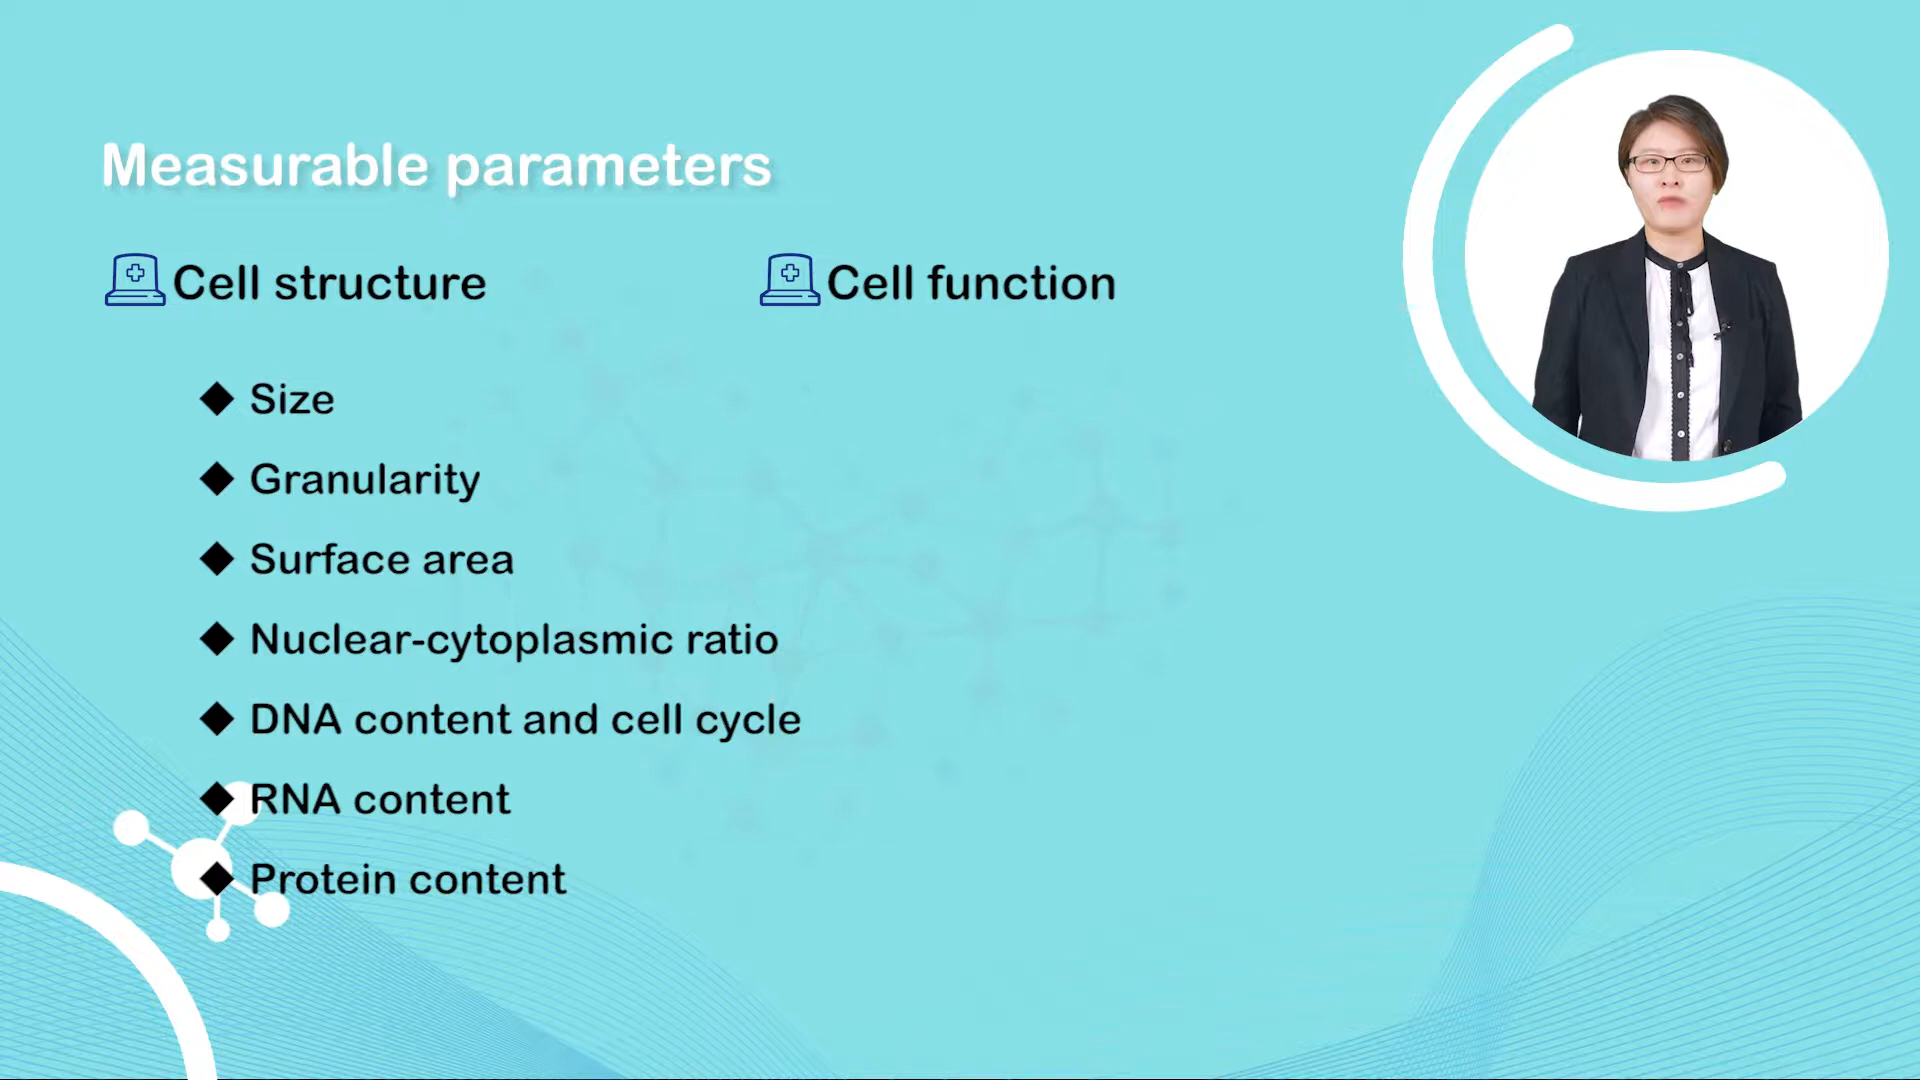 Measurable parameters
Cell structure
Cell function
Size
Granularity
Surface area
Nuclear-cytoplasmic ratio
DNA content and cell cycle
RNA content
Protein content